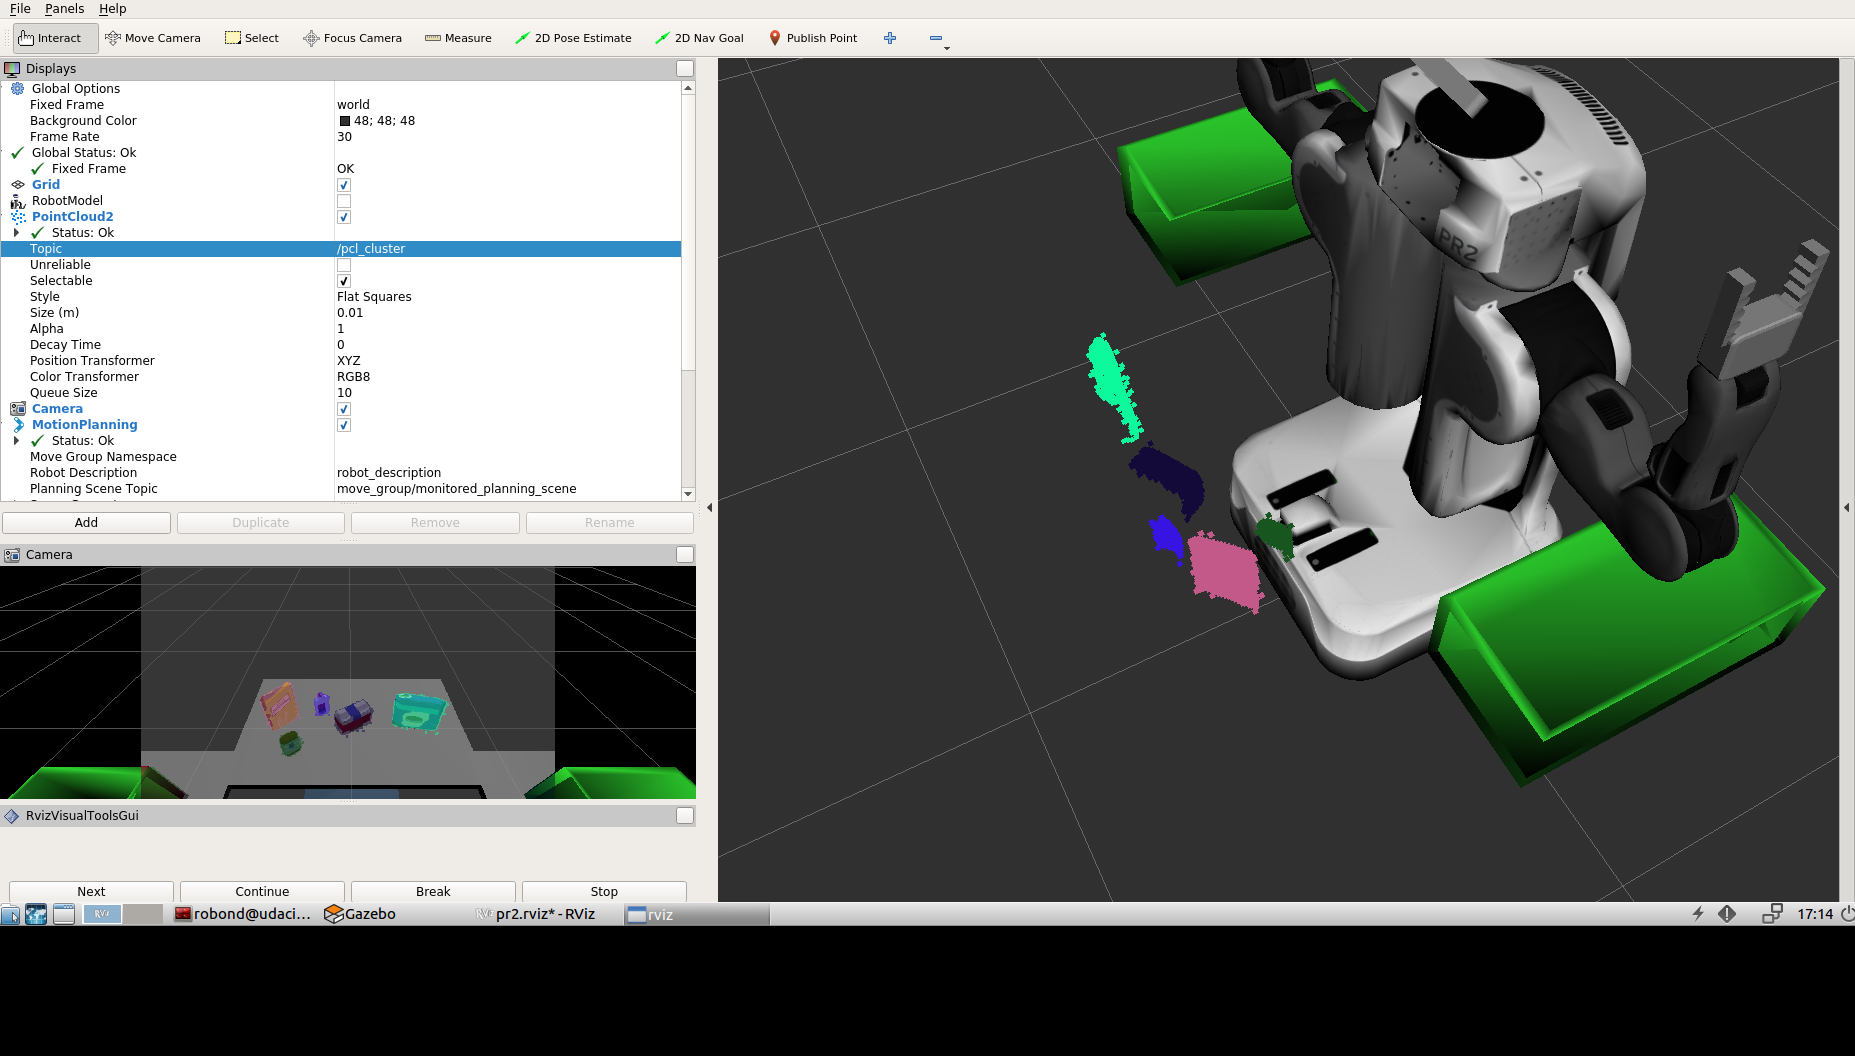 File Panels Help
Interact Move Camera Select Focus Camera Measure 2D Pose Estimate 2D Nav Goal Publish Point
Displays
Global Options
Fixed Frame world
Background Color 48; 48; 48
Frame Rate 30
Global Status: Ok
Fixed Frame OK
Grid
RobotModel
PointCloud2
Status: Ok
Topic /pcl_cluster
Unreliable
Selectable
Style Flat Squares
Size (m) 0.01
Alpha 1
Decay Time 0
Position Transformer XYZ
Color Transformer RGB8
Queue Size 10
Camera
MotionPlanning
Status: Ok
Move Group Namespace
Robot Description robot_description
Planning Scene Topic move_group/monitored_planning_scene
Add Duplicate Remove Rename
Camera
RvizVisualToolsGui
Next Continue Break Stop
PR2
RViz robond@udaci... Gazebo RViz pr2.rviz* - RViz rviz 17:14